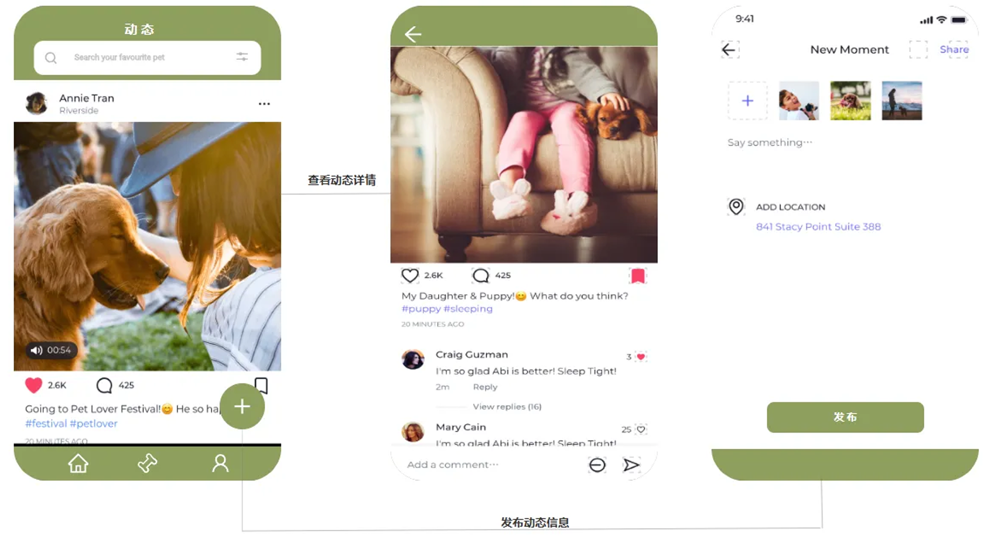 动态
Search your favourite pet
Annie Tran
Riverside
00:54
2.6K
425
Going to Pet Lover Festival!😊 He so ha
#festival #petlover
20 MINUTES AGO
查看动态详情
2.6K
425
My Daughter & Puppy!😊 What do you think?
#puppy #sleeping
20 MINUTES AGO
Craig Guzman
3
I'm so glad Abi is better! Sleep Tight!
2m Reply
View replies (16)
Mary Cain
25
I'm so glad Abi is better! Sleep Tight!
Add a comment···
9:41
New Moment
Share
Say something···
ADD LOCATION
841 Stacy Point Suite 388
发布
发布动态信息